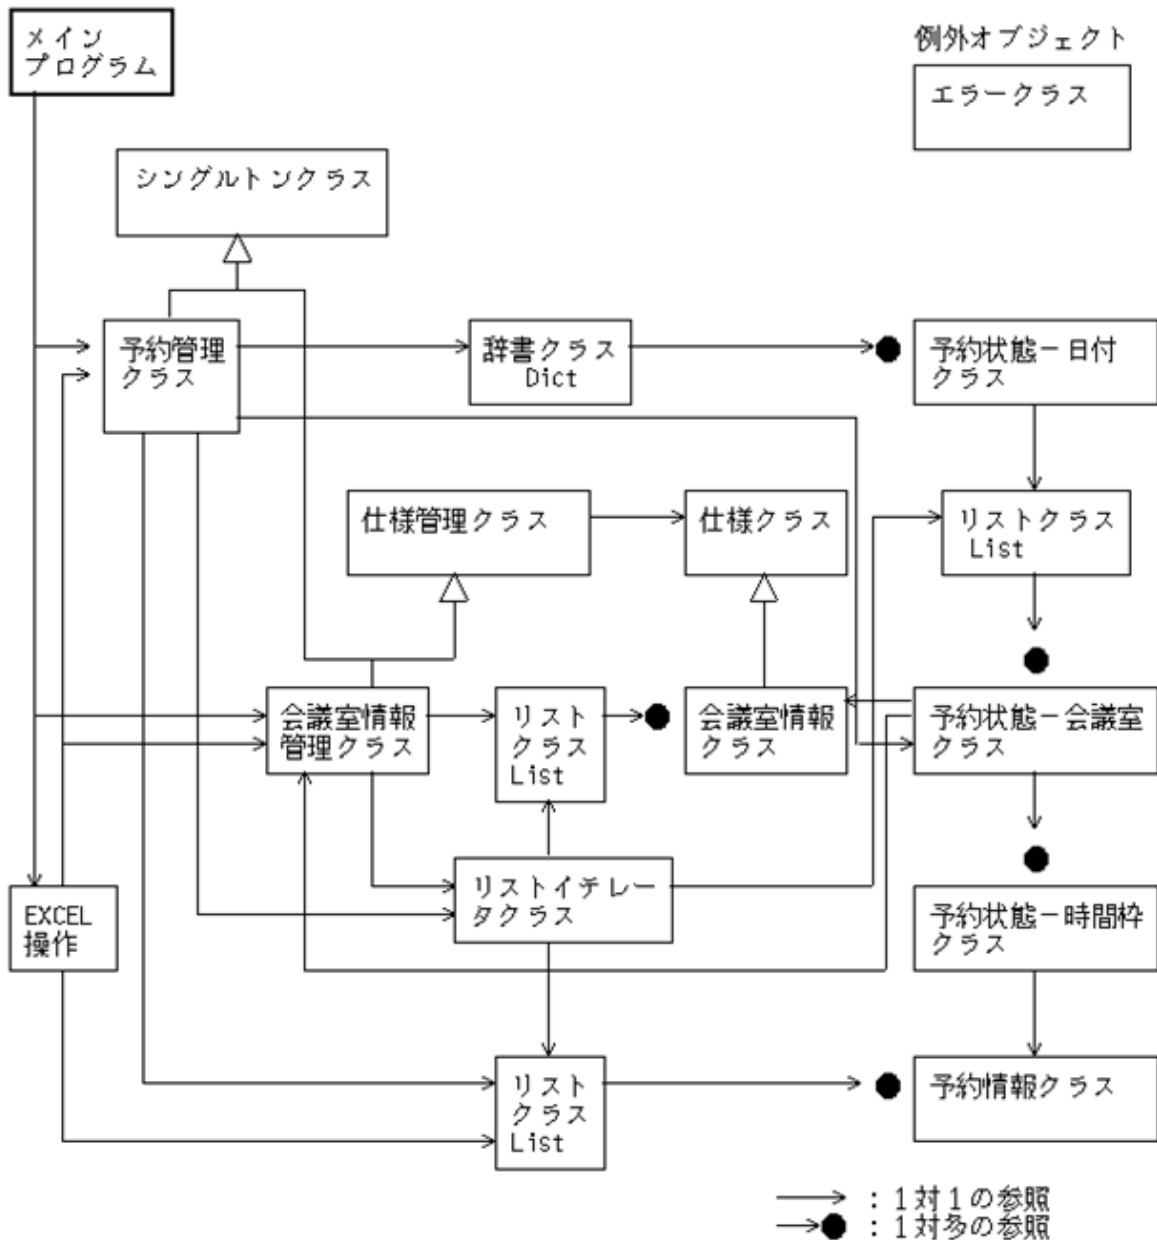 メイン
プログラム
例外オブジェクト
エラークラス
シングルトンクラス
予約管理
クラス
辞書クラス
Dict
予約状態－日付
クラス
仕様管理クラス
仕様クラス
リストクラス
List
会議室情報
管理クラス
リスト
クラス
List
会議室情報
クラス
予約状態－会議室
クラス
EXCEL
操作
リストイテレー
タクラス
予約状態－時間枠
クラス
リスト
クラス
List
予約情報クラス
：１対１の参照
：１対多の参照